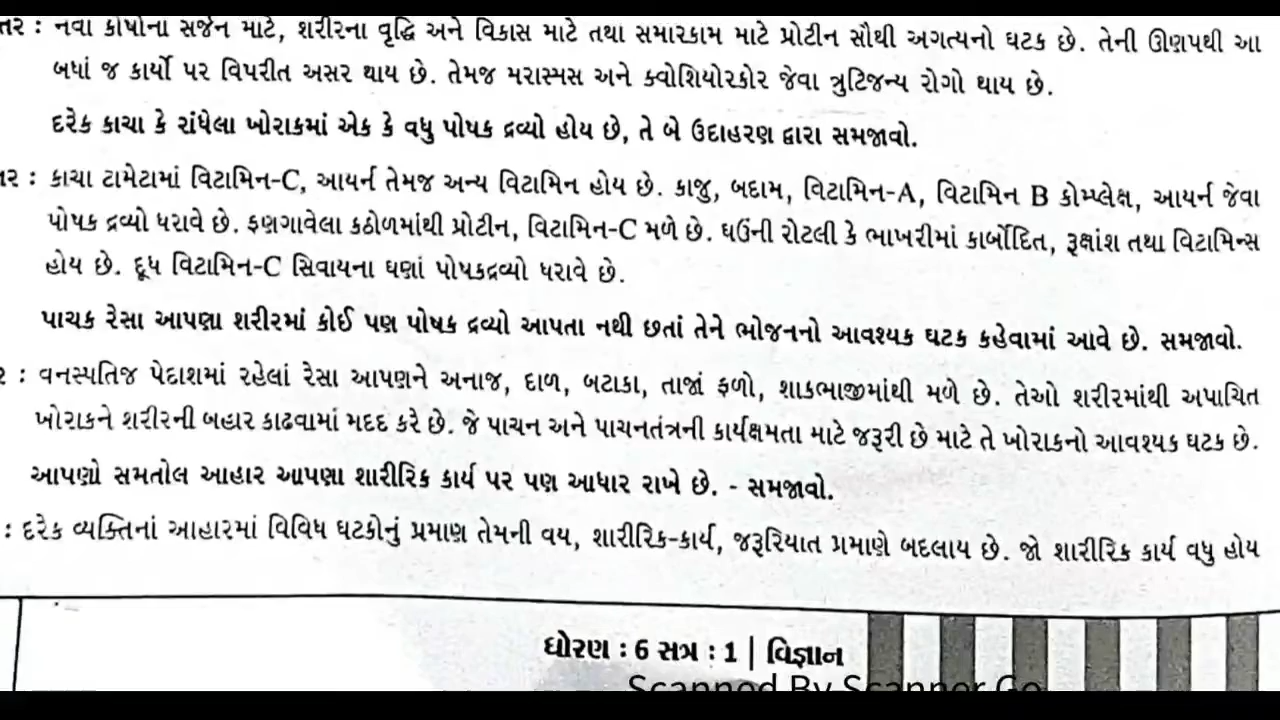 તર : નવા કોષોના સર્જન માટે, શરીરના વૃદ્ધિ અને વિકાસ માટે તથા સમારકામ માટે પ્રોટીન સૌથી અગત્યનો ઘટક છે. તેની ઊણપથી આ
બધાં જ કાર્યો પર વિપરીત અસર થાય છે. તેમજ મરાસ્મસ અને ક્વોશિયોરકોર જેવા ત્રુટિજન્ય રોગો થાય છે.
દરેક કાચા કે રાંધેલા ખોરાકમાં એક કે વધુ પોષક દ્રવ્યો હોય છે, તે બે ઉદાહરણ દ્વારા સમજાવો.
તર : કાચા ટામેટામાં વિટામિન-C, આયર્ન તેમજ અન્ય વિટામિન હોય છે. કાજુ, બદામ, વિટામિન-A, વિટામિન B કોમ્પ્લેક્ષ, આયર્ન જેવા
પોષક દ્રવ્યો ધરાવે છે. ફણગાવેલા કઠોળમાંથી પ્રોટીન, વિટામિન-C મળે છે. ઘઉંની રોટલી કે ભાખરીમાં કાર્બોદિત, રૂક્ષાંશ તથા વિટામિન્સ
હોય છે. દૂધ વિટામિન-C સિવાયના ઘણાં પોષકદ્રવ્યો ધરાવે છે.
પાચક રેસા આપણા શરીરમાં કોઈ પણ પોષક દ્રવ્યો આપતા નથી છતાં તેને ભોજનનો આવશ્યક ઘટક કહેવામાં આવે છે. સમજાવો.
ર : વનસ્પતિજ પેદાશમાં રહેલાં રેસા આપણને અનાજ, દાળ, બટાકા, તાજાં ફળો, શાકભાજીમાંથી મળે છે. તેઓ શરીરમાંથી અપાચિત
ખોરાકને શરીરની બહાર કાઢવામાં મદદ કરે છે. જે પાચન અને પાચનતંત્રની કાર્યક્ષમતા માટે જરૂરી છે માટે તે ખોરાકનો આવશ્યક ઘટક છે.
આપણો સમતોલ આહાર આપણા શારીરિક કાર્ય પર પણ આધાર રાખે છે. - સમજાવો.
: દરેક વ્યક્તિનાં આહારમાં વિવિધ ઘટકોનું પ્રમાણ તેમની વય, શારીરિક-કાર્ય, જરૂરિયાત પ્રમાણે બદલાય છે. જો શારીરિક કાર્ય વધુ હોય
ધોરણ : 6 સત્ર : 1 | વિજ્ઞાન
Scanned By Scanner Go